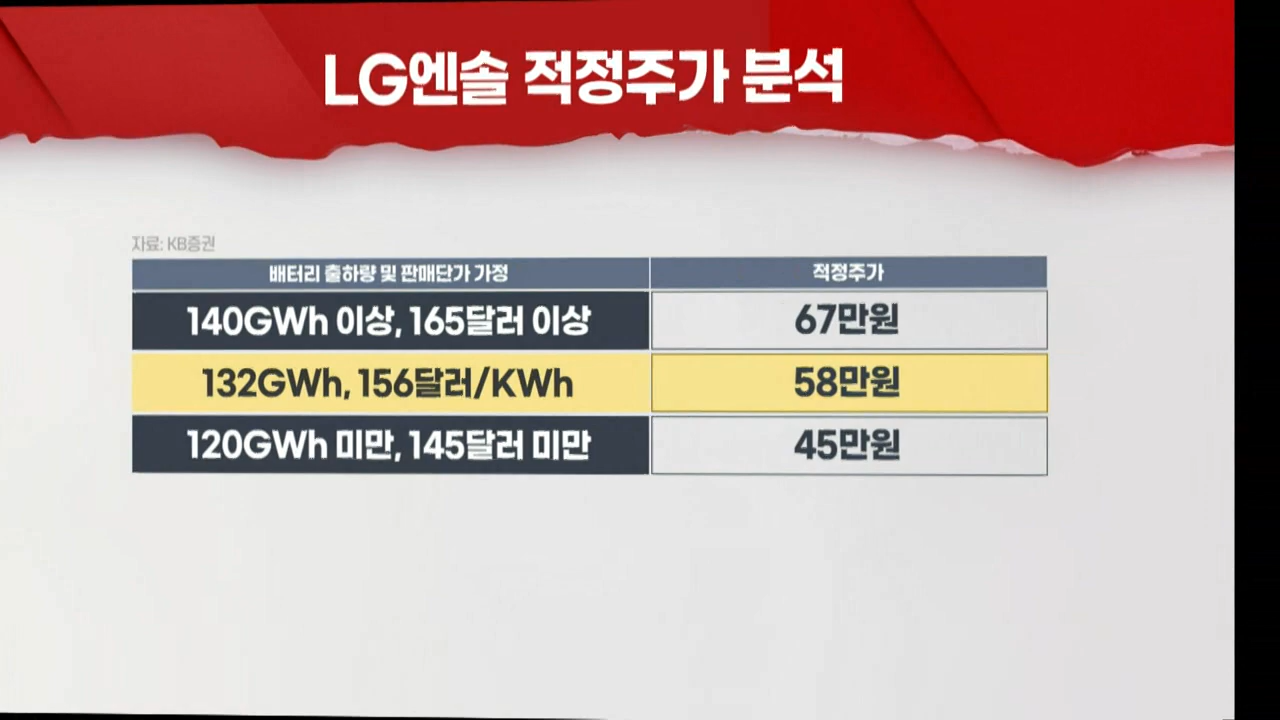 LG엔솔 적정주가 분석
자료: KB증권
배터리 출하량 및 판매단가 가정 적정주가
140GWh 이상, 165달러 이상 67만원
132GWh, 156달러/KWh 58만원
120GWh 미만, 145달러 미만 45만원